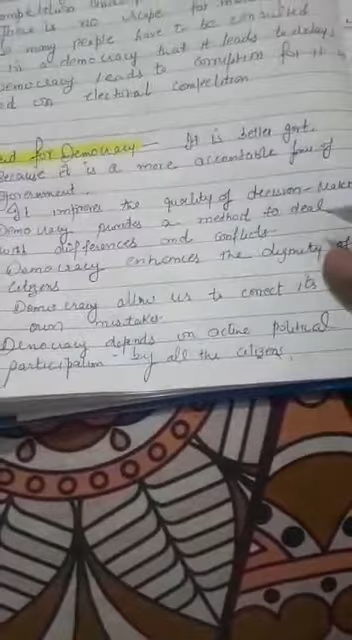 There is no scope for
so many people have to be consulted
is a democracy that it leads to delays
Democracy leads to corruption for it is
ed on electoral competition
for Democracy - It is better govt.
Because it is a more accountable form of
Government.
It improves the quality of decision-Making
Democracy provides a method to deal
with differences and conflicts.
Democracy enhances the dignity of
citizens
Democracy allow us to correct its
own mistake.
Democracy depends on active political
participation - by all the citizens.